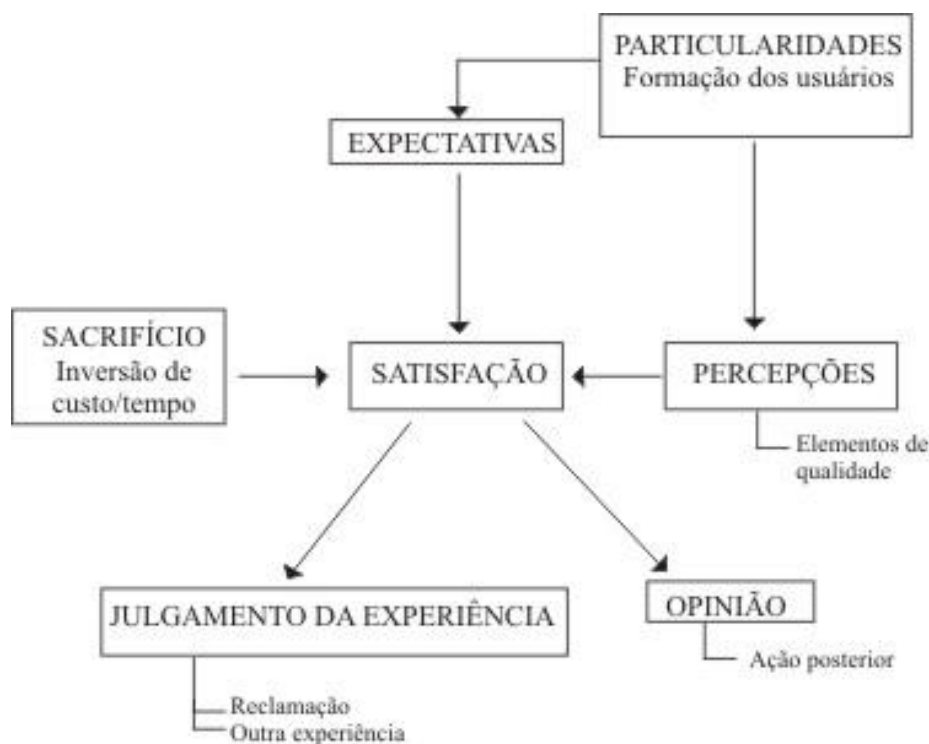 PARTICULARIDADES
Formação dos usuários
EXPECTATIVAS
SACRIFÍCIO
Inversão de
custo/tempo
SATISFAÇÃO
PERCEPÇÕES
Elementos de
qualidade
JULGAMENTO DA EXPERIÊNCIA
Reclamação
Outra experiência
OPINIÃO
Ação posterior